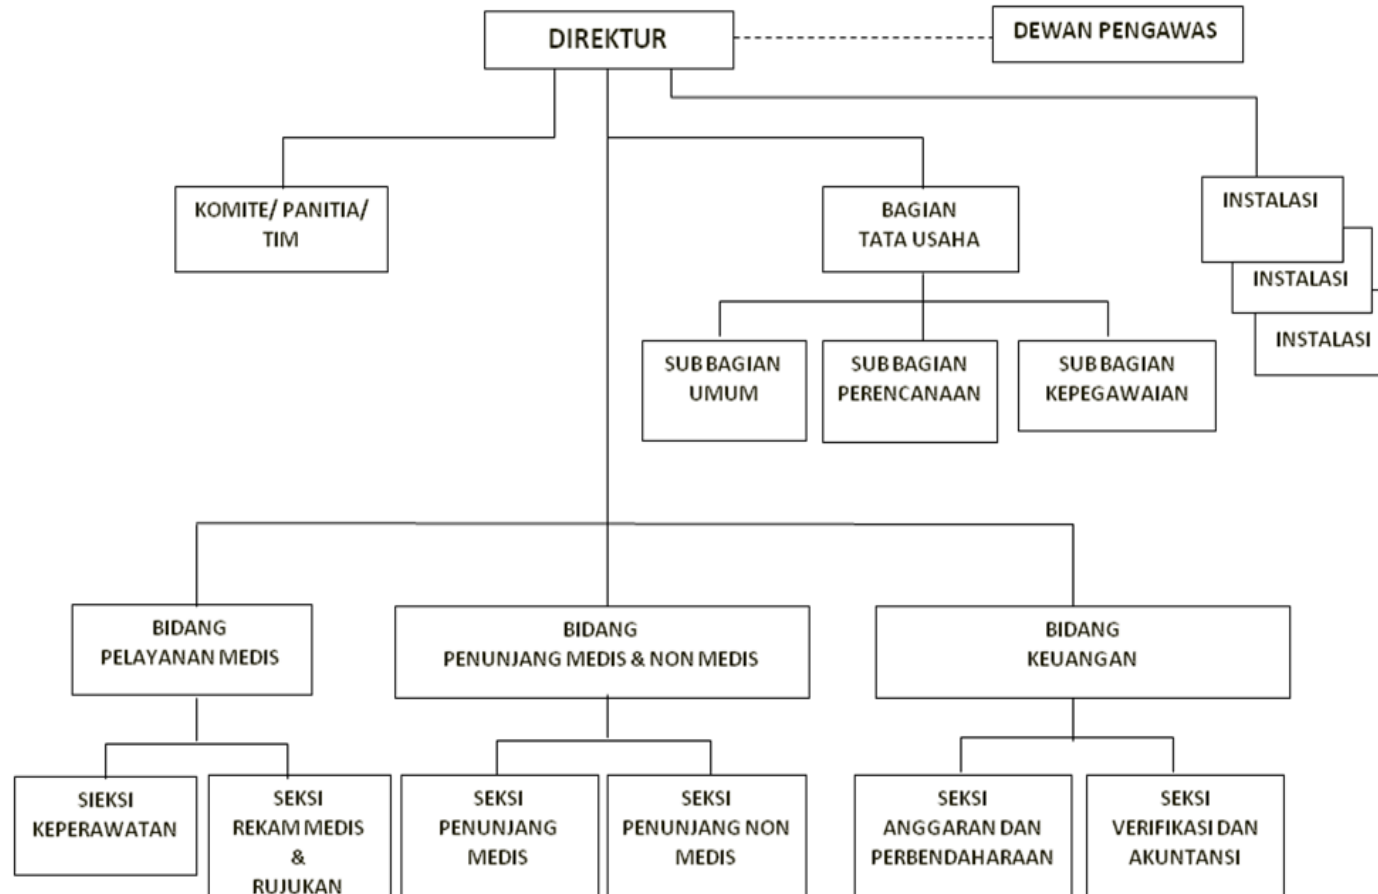 DIREKTUR
DEWAN PENGAWAS
KOMITE/ PANITIA/
TIM
BAGIAN
TATA USAHA
INSTALASI
INSTALASI
INSTALASI
SUB BAGIAN
UMUM
SUB BAGIAN
PERENCANAAN
SUB BAGIAN
KEPEGAWAIAN
BIDANG
PELAYANAN MEDIS
BIDANG
PENUNJANG MEDIS & NON MEDIS
BIDANG
KEUANGAN
SIEKSI
KEPERAWATAN
SEKSI
REKAM MEDIS
&
RUJUKAN
SEKSI
PENUNJANG
MEDIS
SEKSI
PENUNJANG NON
MEDIS
SEKSI
ANGGARAN DAN
PERBENDAHARAAN
SEKSI
VERIFIKASI DAN
AKUNTANSI